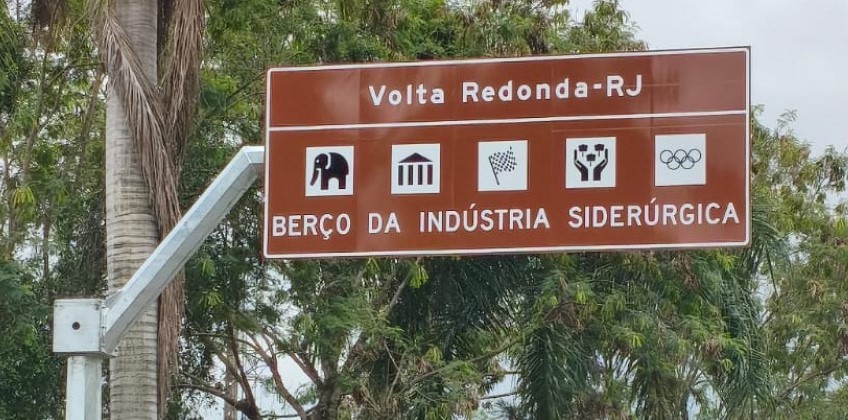 Volta Redonda-RJ
BERÇO DA INDÚSTRIA SIDERÚRGICA